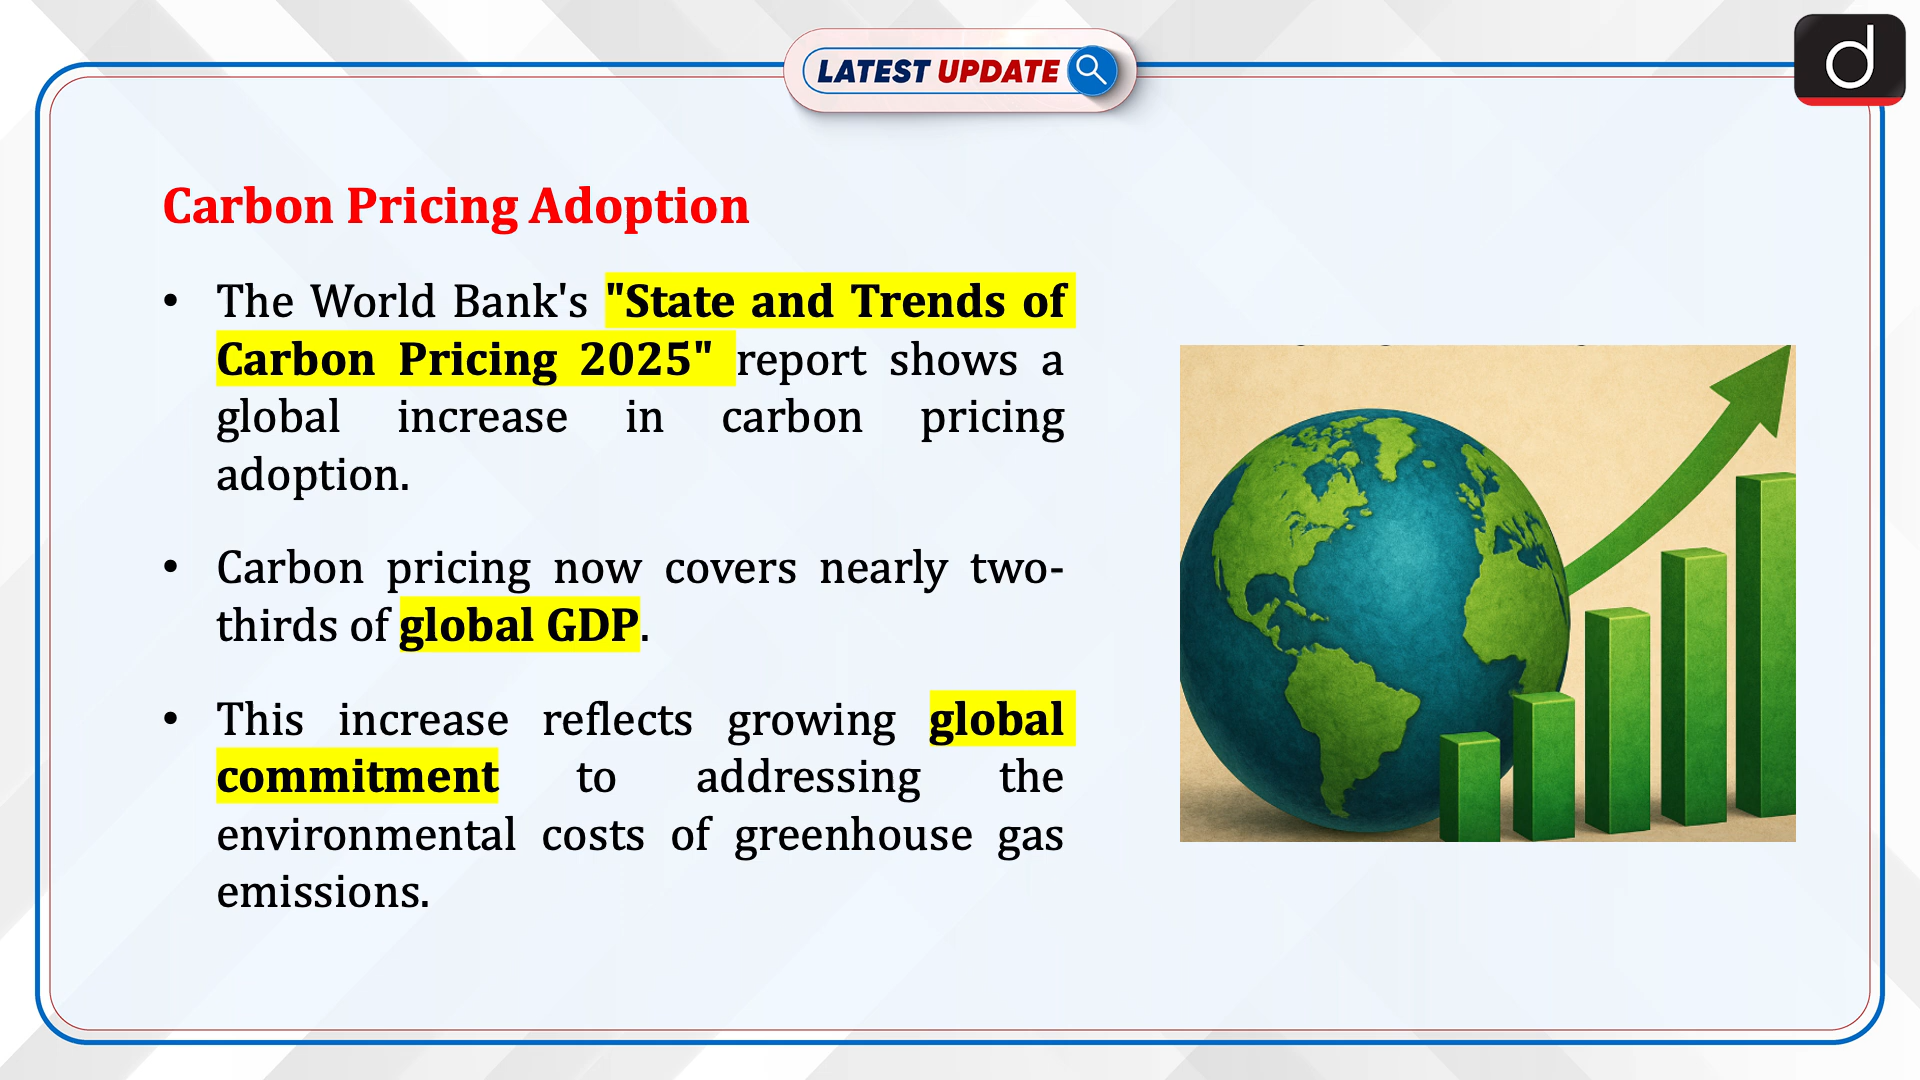 LATEST UPDATE
d
Carbon Pricing Adoption
• The World Bank's "State and Trends of
Carbon Pricing 2025" report shows a
global increase in carbon pricing
adoption.
• Carbon pricing now covers nearly two-
thirds of global GDP.
• This increase reflects growing global
commitment to addressing the
environmental costs of greenhouse gas
emissions.